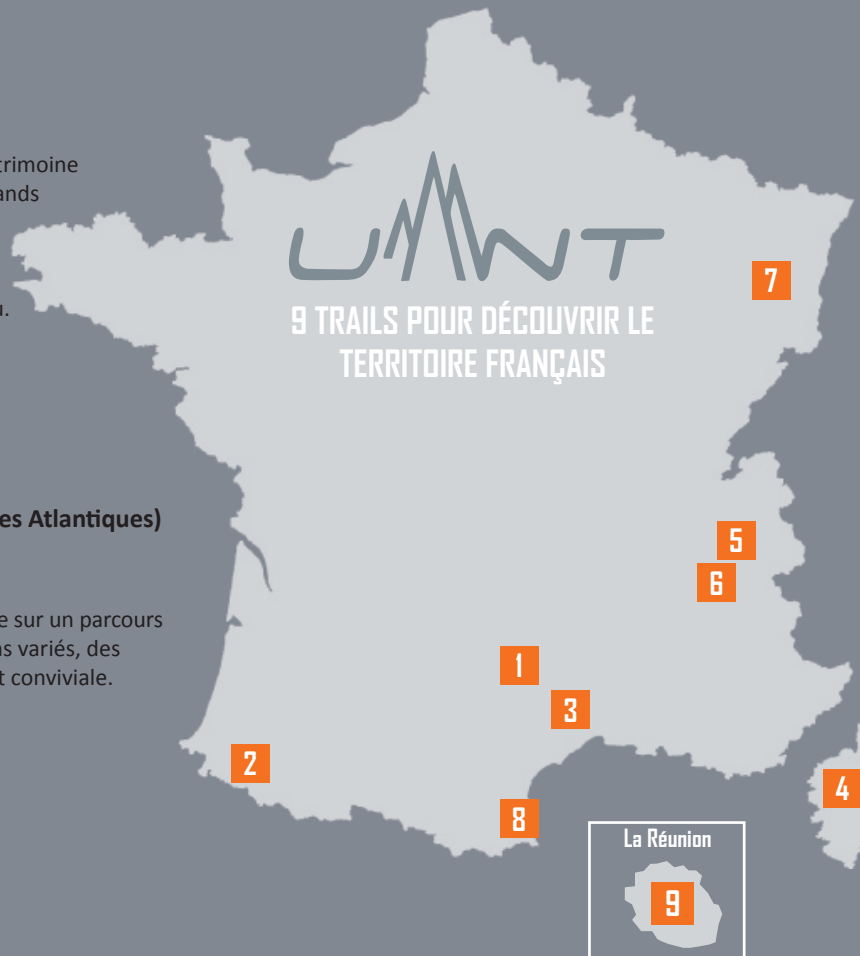 trimoine
ands
u.
es Atlantiques)
e sur un parcours
ns variés, des
t conviviale.
UMNT
9 TRAILS POUR DÉCOUVRIR LE
TERRITOIRE FRANÇAIS
7
5
6
1
3
2
4
8
La Réunion
9